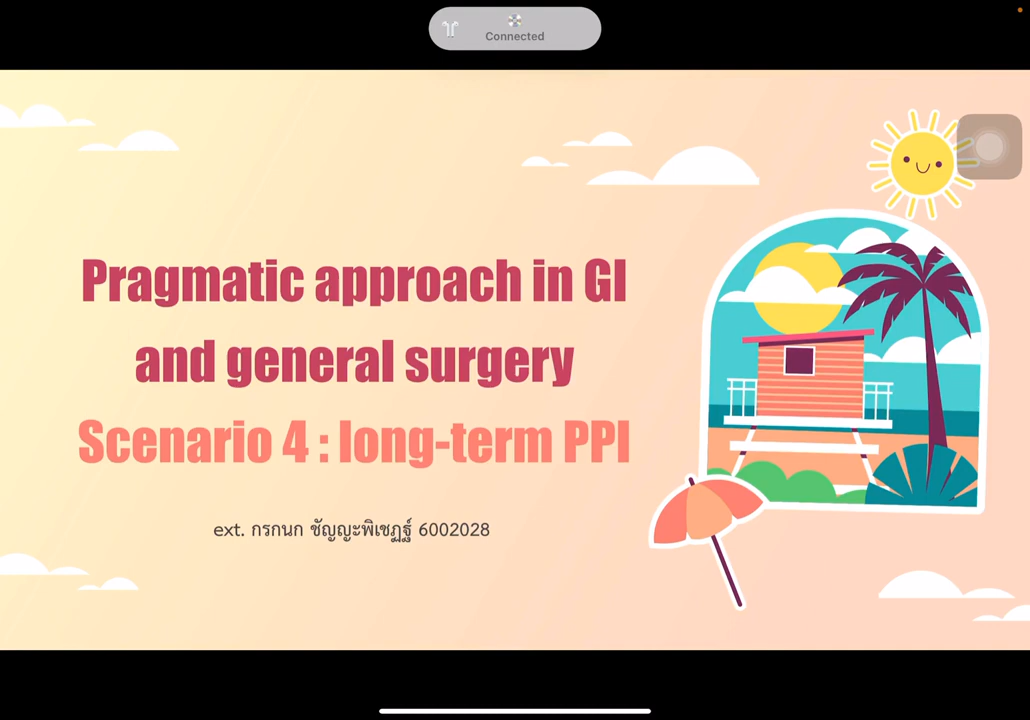 Connected
Pragmatic approach in GI
and general surgery
Scenario 4 : long-term PPI
ext. กรกนก ชัญญะพิเชฏฐ์ 6002028